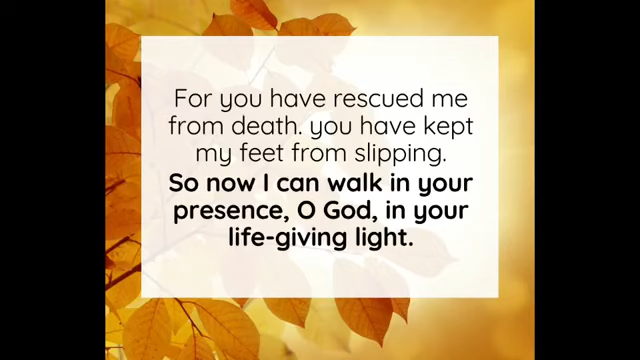 For you have rescued me
from death. you have kept
my feet from slipping.
So now I can walk in your
presence, O God, in your
life-giving light.